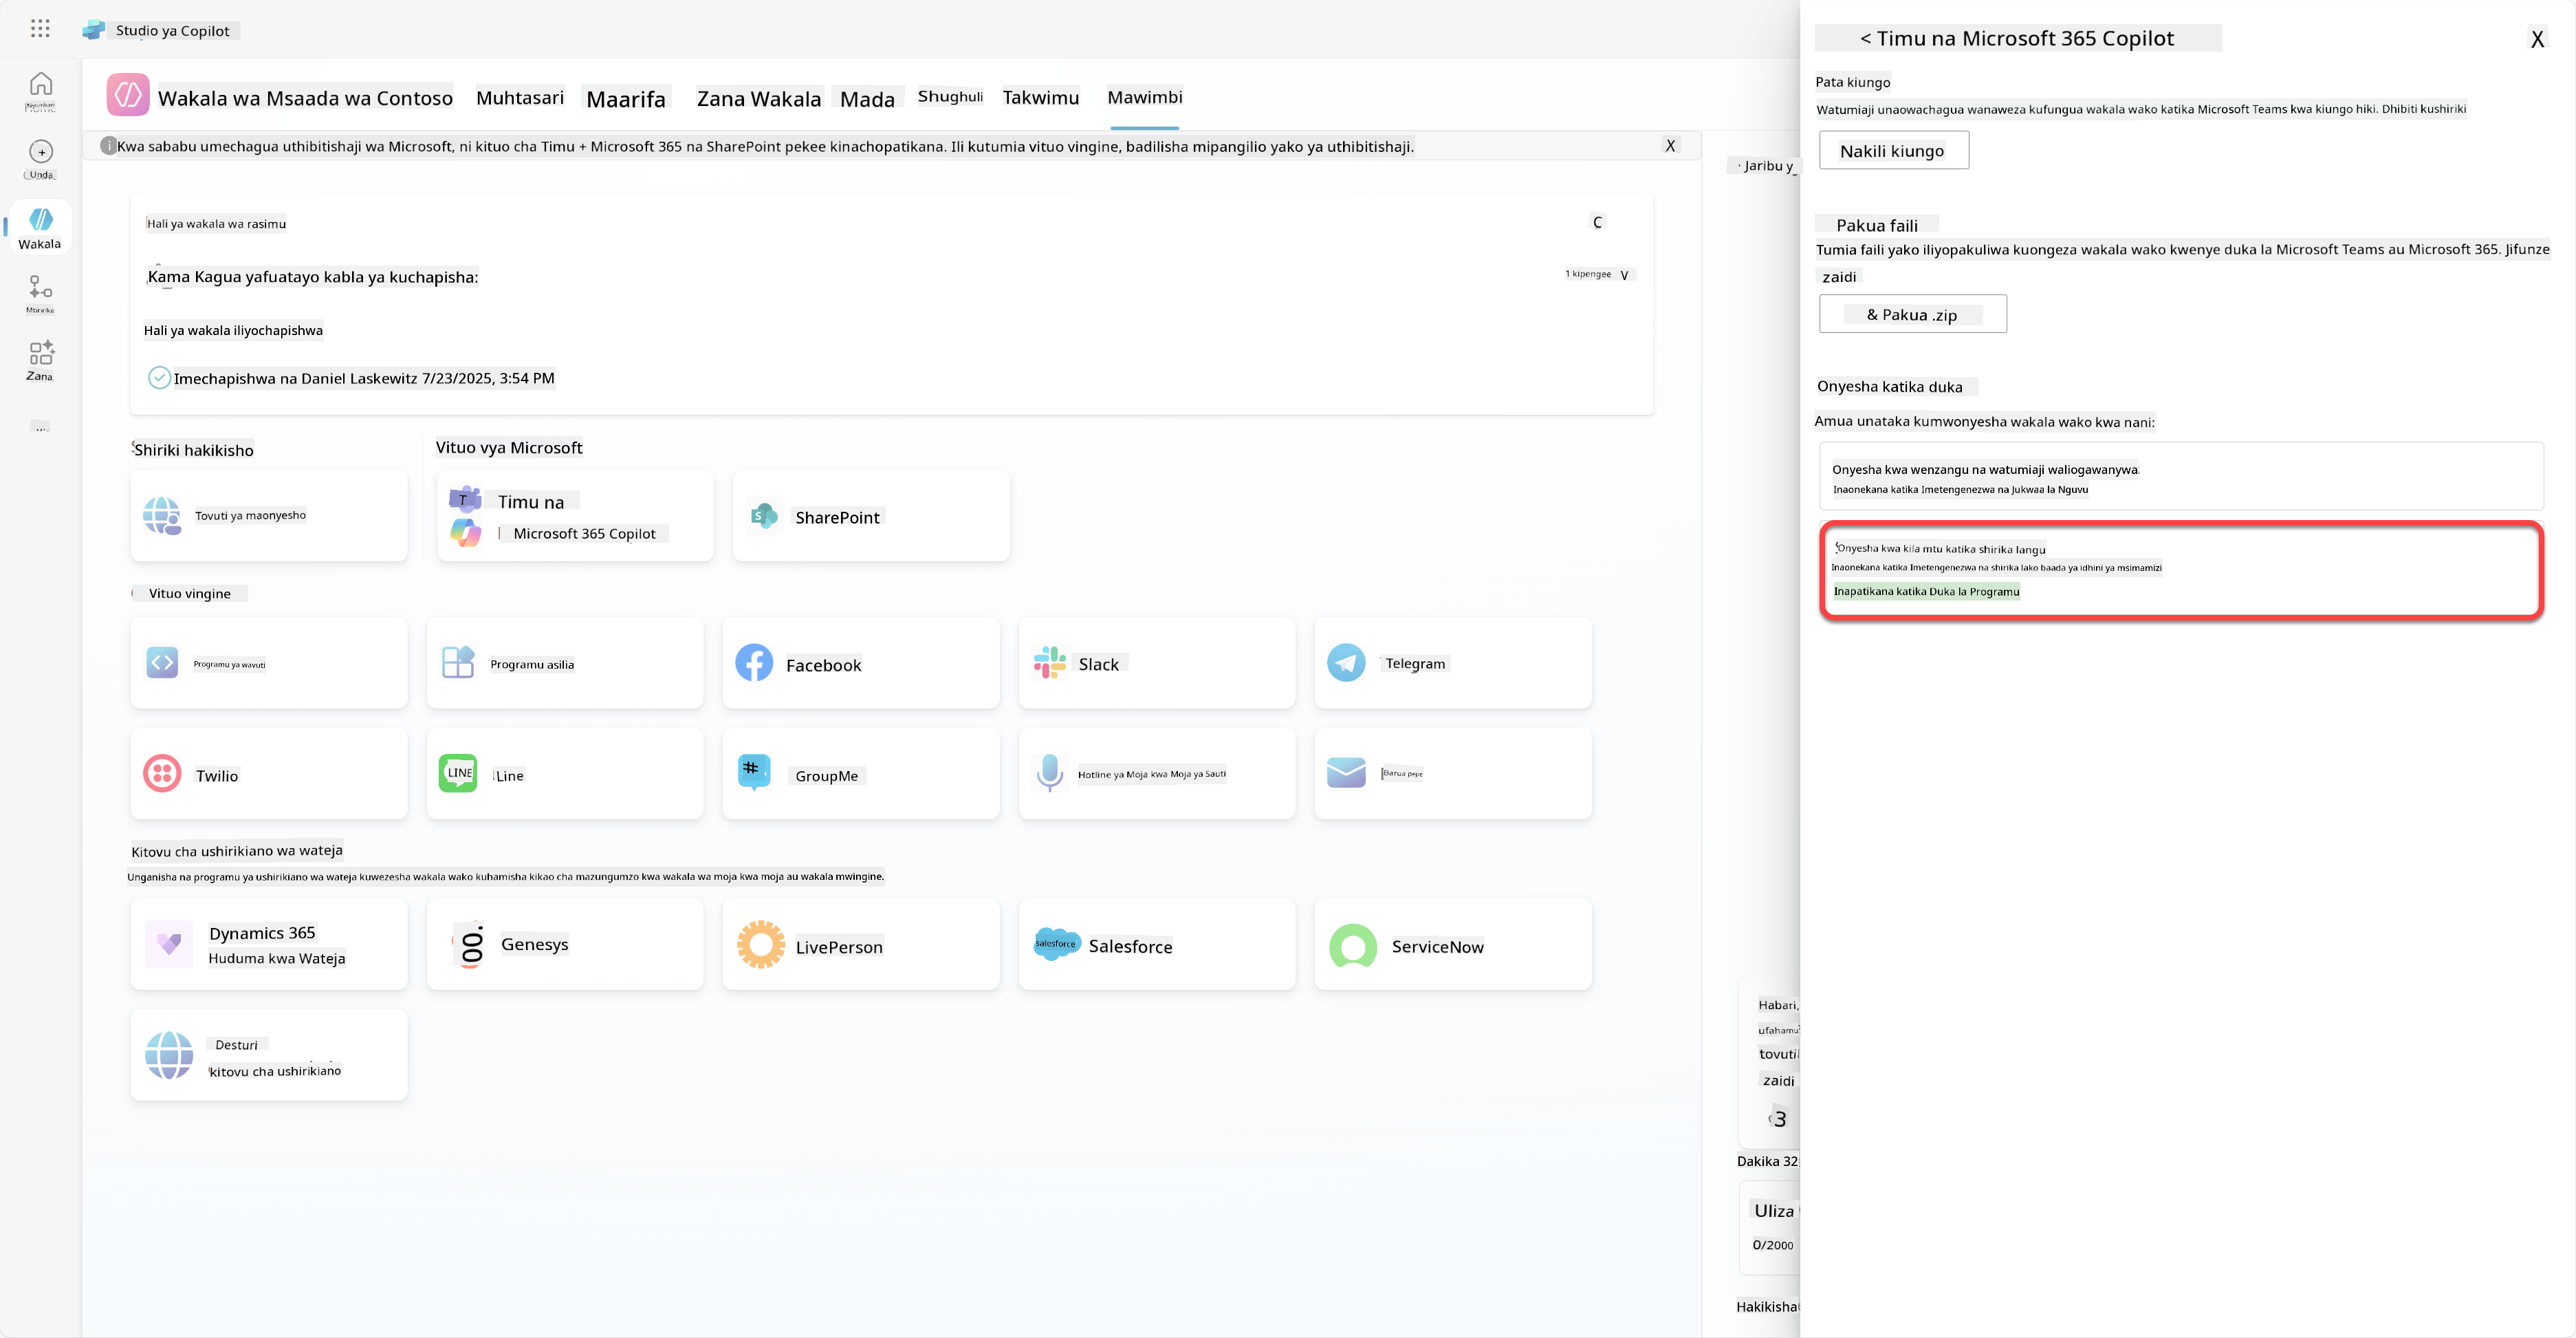 Studio ya Copilot
Unda
Wakala
Zana
Wakala wa Msaada wa Contoso
Muhtasari
Maarifa
Zana Wakala
Mada
Shughuli
Takwimu
Mawimbi
Kwa sababu umechagua uthibitishaji wa Microsoft, ni kituo cha Timu + Microsoft 365 na SharePoint pekee kinachopatikana. Ili kutumia vituo vingine, badilisha mipangilio yako ya uthibitishaji.
X
Hali ya wakala wa rasimu
C
Kama Kagua yafuatayo kabla ya kuchapisha:
1 kipengee V
Hali ya wakala iliyochapishwa
Imechapishwa na Daniel Laskewitz 7/23/2025, 3:54 PM
Shiriki hakikisho
Vituo vya Microsoft
Tovuti ya maonyesho
T
Timu na
Microsoft 365 Copilot
S
SharePoint
Vituo vingine
Programu ya wavuti
Programu asilia
Facebook
Slack
Telegram
Twilio
LINE
Line
#
GroupMe
Hotline ya Moja kwa Moja ya Sauti
Barua pepe
Kitovu cha ushirikiano wa wateja
Unganisha na programu ya ushirikiano wa wateja kuwezesha wakala wako kuhamisha kikao cha mazungumzo kwa wakala wa moja kwa moja au wakala mwingine.
Dynamics 365
Huduma kwa Wateja
00.
Genesys
LivePerson
salesforce
Salesforce
ServiceNow
Desturi
kitovu cha ushirikiano
· Jaribu y
Habari,
ufahamu
tovuti
zaidi
3
Dakika 32
Uliza
0/2000
Hakikisha
< Timu na Microsoft 365 Copilot
X
Pata kiungo
Watumiaji unaowachagua wanaweza kufungua wakala wako katika Microsoft Teams kwa kiungo hiki. Dhibiti kushiriki
Nakili kiungo
Pakua faili
Tumia faili yako iliyopakuliwa kuongeza wakala wako kwenye duka la Microsoft Teams au Microsoft 365. Jifunze
zaidi
& Pakua .zip
Onyesha katika duka
Amua unataka kumwonyesha wakala wako kwa nani:
Onyesha kwa wenzangu na watumiaji waliogawanywa
Inaonekana katika Imetengenezwa na Jukwaa la Nguvu
Onyesha kwa kila mtu katika shirika langu
Inaonekana katika Imetengenezwa na shirika lako baada ya idhini ya msimamizi
Inapatikana katika Duka la Programu